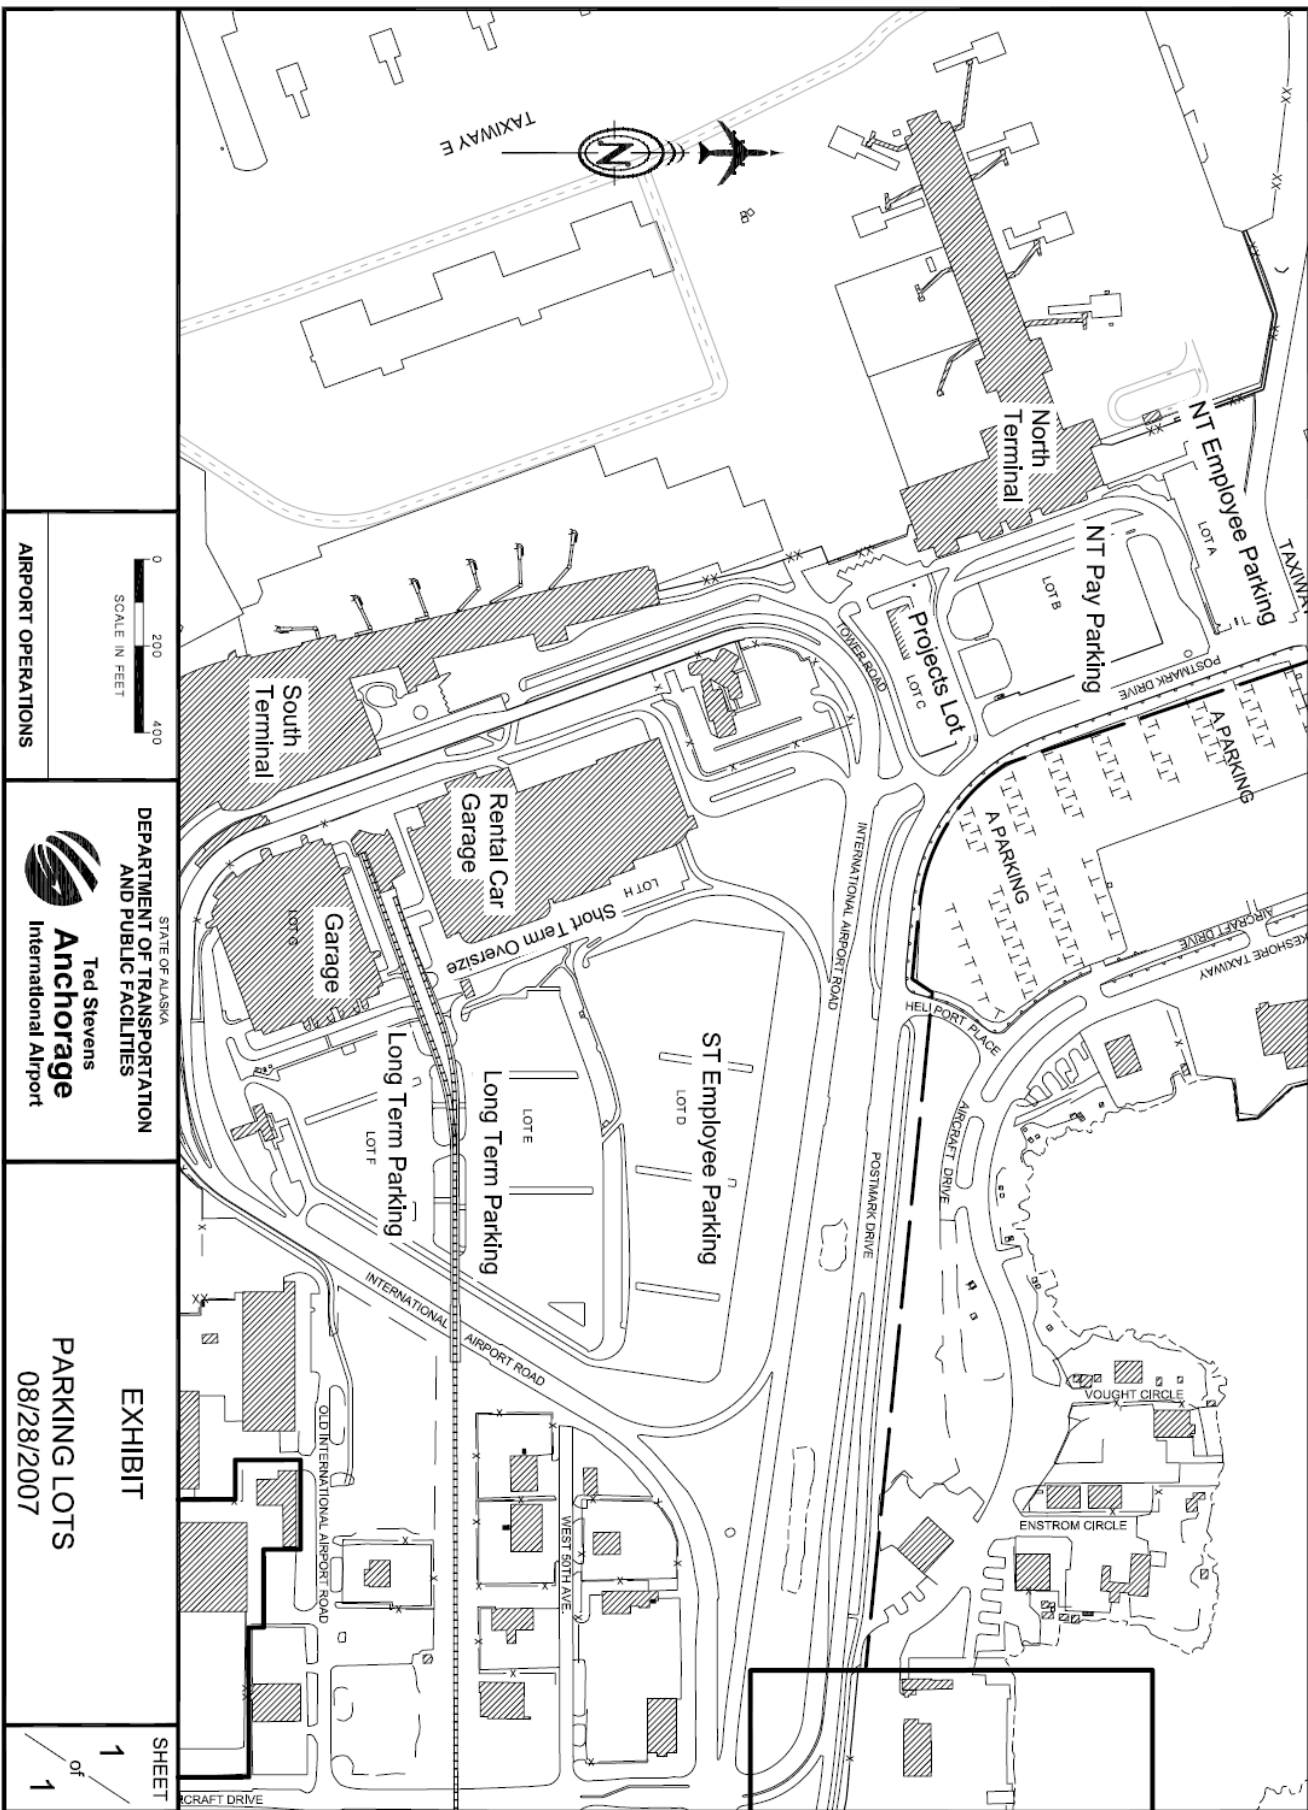 TAXIWAY E
N
North
Terminal
NT Employee Parking
LOT A
TAXIWA
NT Pay Parking
LOT B
POSTMARK DRIVE
Projects Lot
LOT C
TOWER ROAD
A PARKING
A PARKING
AIRCRAFT DRIVE
KESHORE TAXIWAY
South
Terminal
Rental Car
Garage
LOT H
Short Term Oversize
Garage
LOT G
INTERNATIONAL AIRPORT ROAD
HELIPORT PLACE
AIRCRAFT DRIVE
POSTMARK DRIVE
ST Employee Parking
LOT D
Long Term Parking
LOT E
Long Term Parking
LOT F
INTERNATIONAL AIRPORT ROAD
OLD INTERNATIONAL AIRPORT ROAD
WEST 50TH AVE.
VOUGHT CIRCLE
ENSTROM CIRCLE
RCRAFT DRIVE
0 200 400
SCALE IN FEET
AIRPORT OPERATIONS
STATE OF ALASKA
DEPARTMENT OF TRANSPORTATION
AND PUBLIC FACILITIES
Ted Stevens
Anchorage
International Airport
EXHIBIT
PARKING LOTS
08/28/2007
SHEET
1 of 1